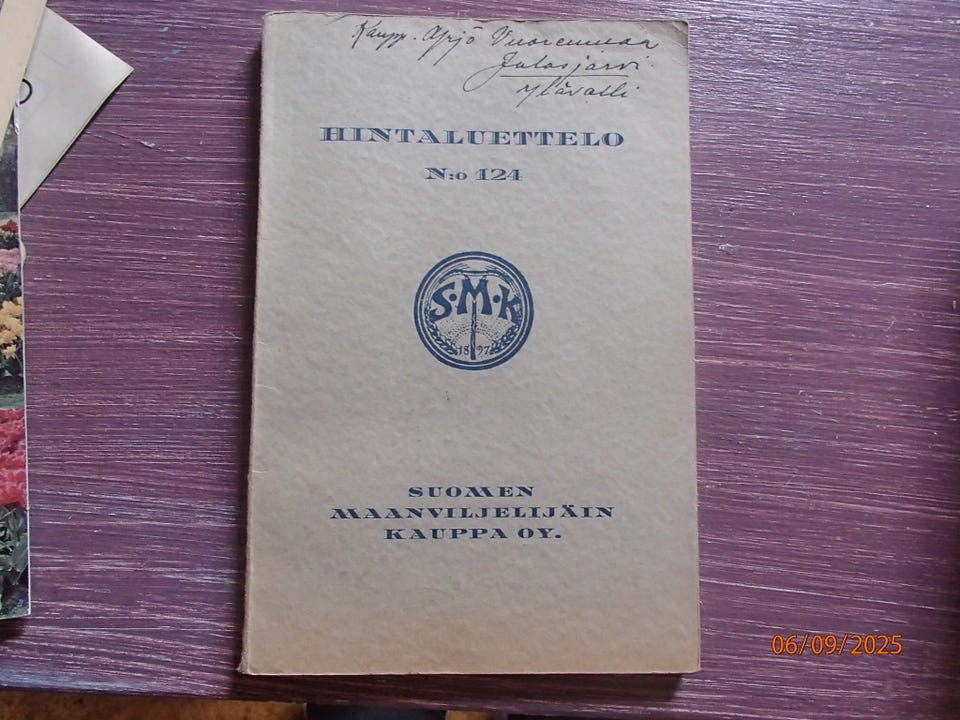 Kaupp. Yrjö Vuorenmaa
Jalasjärvi
Ylävalli
HINTALUETTELO
N:o 124
S·M·K
1897
SUOMEN
MAANVILJELIJÄIN
KAUPPA OY.
06/09/2025